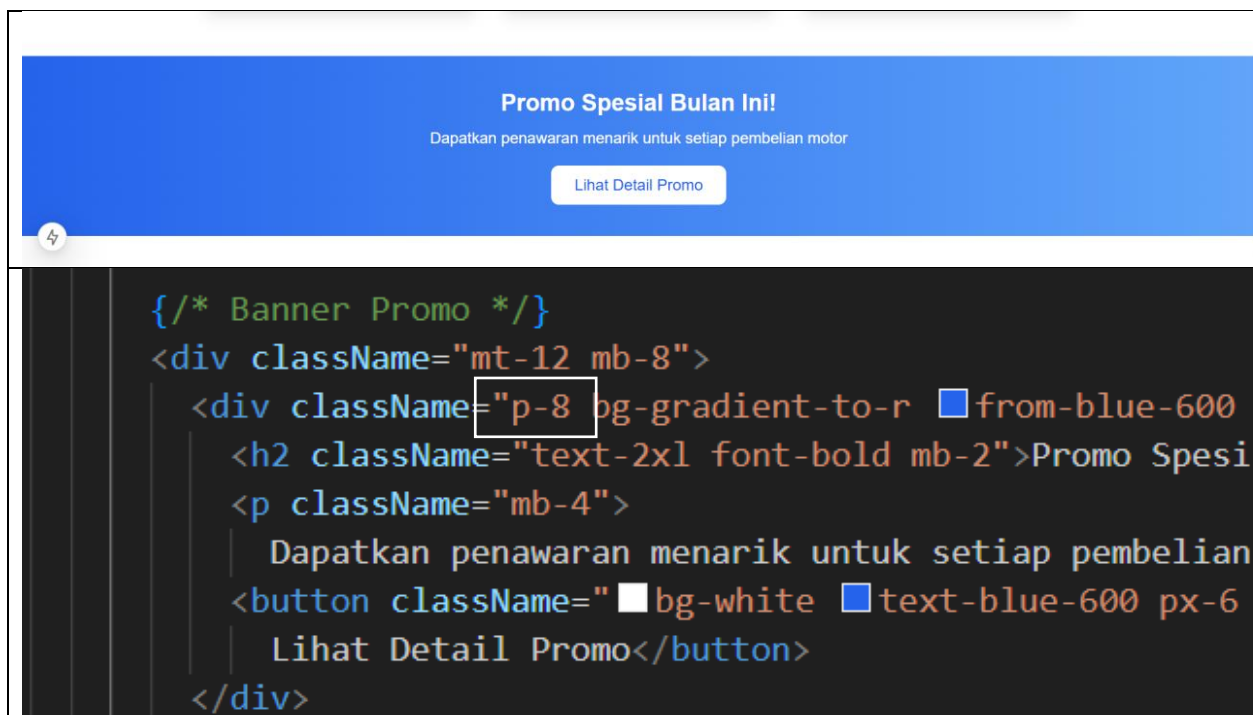 Promo Spesial Bulan Ini!
Dapatkan penawaran menarik untuk setiap pembelian motor
Lihat Detail Promo
{/* Banner Promo */}
<div className="mt-12 mb-8">
<div className="p-8 bg-gradient-to-r from-blue-600
<h2 className="text-2xl font-bold mb-2">Promo Spesi
<p className="mb-4">
Dapatkan penawaran menarik untuk setiap pembelian
<button className="bg-white text-blue-600 px-6
Lihat Detail Promo</button>
</div>